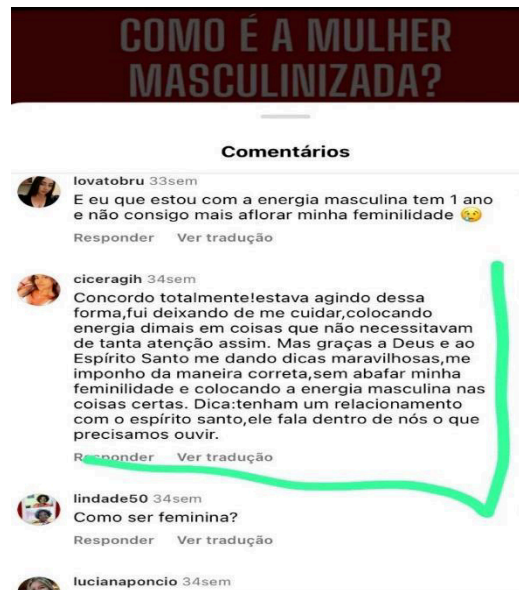 COMO É A MULHER
MASCULINIZADA?
Comentários
lovatobru 33sem
E eu que estou com a energia masculina tem 1 ano
e não consigo mais aflorar minha feminilidade 😢
Responder Ver tradução
ciceragih 34sem
Concordo totalmente!estava agindo dessa
forma,fui deixando de me cuidar,colocando
energia dimais em coisas que não necessitavam
de tanta atenção assim. Mas graças a Deus e ao
Espírito Santo me dando dicas maravilhosas,me
imponho da maneira correta,sem abafar minha
feminilidade e colocando a energia masculina nas
coisas certas. Dica:tenham um relacionamento
com o espírito santo,ele fala dentro de nós o que
precisamos ouvir.
Responder Ver tradução
lindade50 34sem
Como ser feminina?
Responder Ver tradução
lucianaponcio 34sem